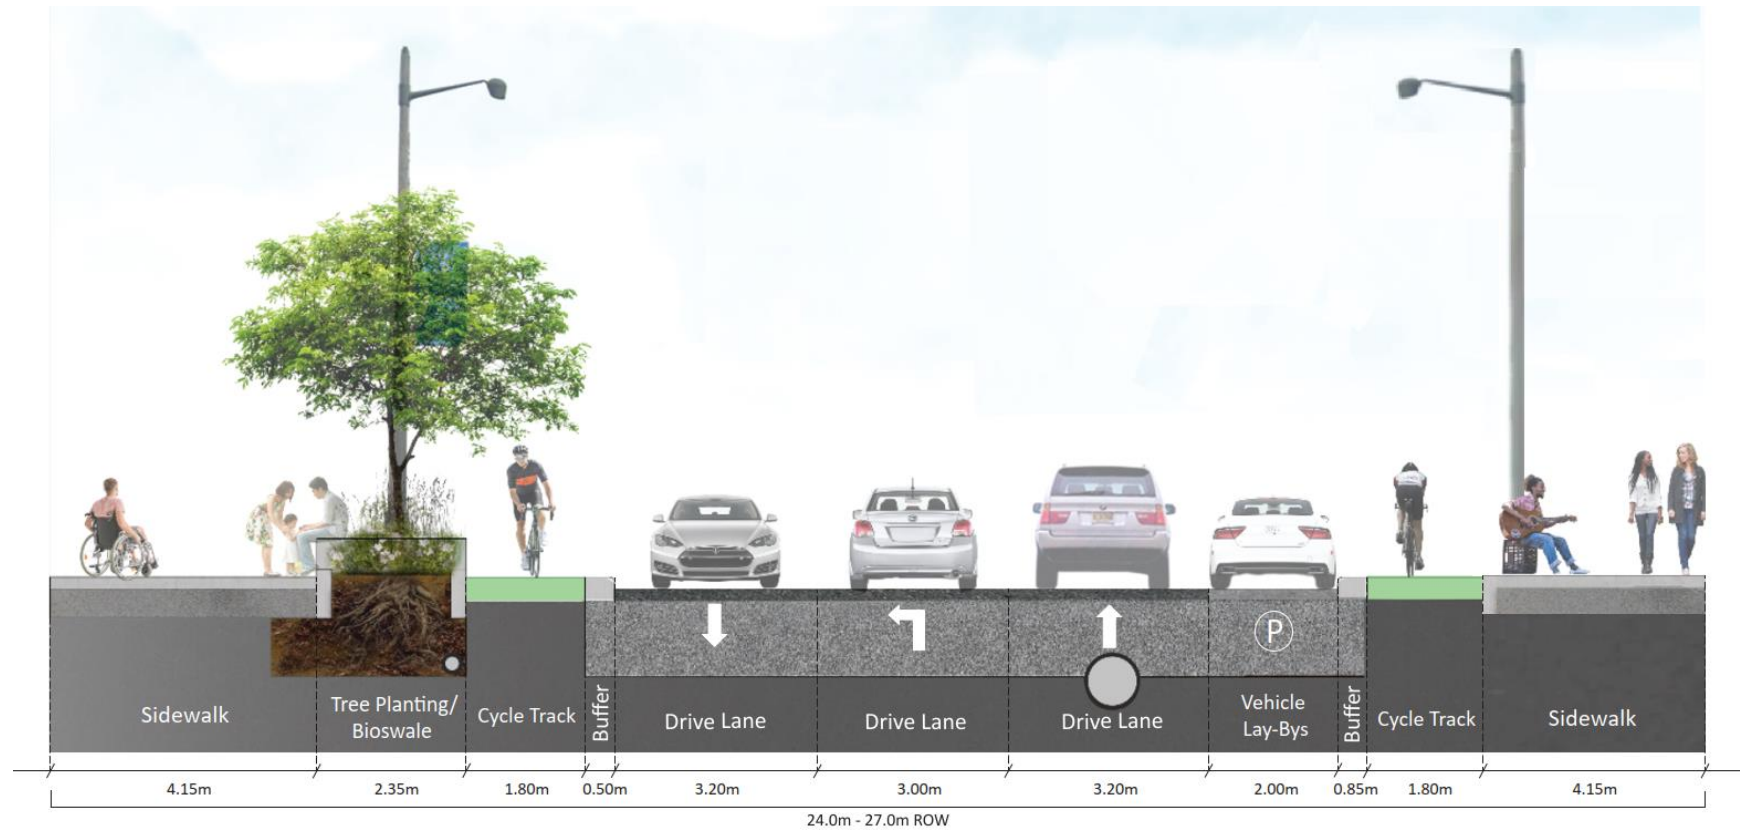 P
Sidewalk
Tree Planting/
Bioswale
Cycle Track
Buffer
Drive Lane
Drive Lane
Drive Lane
Vehicle
Lay-Bys
Buffer
Cycle Track
Sidewalk
4.15m
2.35m
1.80m
0.50m
3.20m
3.00m
3.20m
2.00m
0.85m
1.80m
4.15m
24.0m - 27.0m ROW